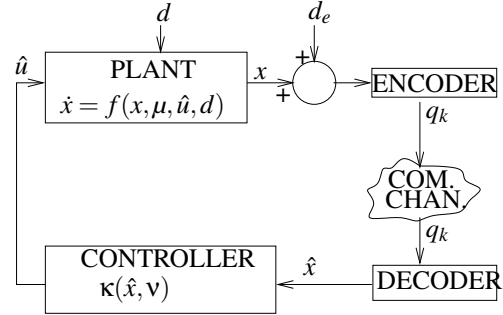 d
d_e
û
PLANT
ẋ = f(x, μ, û, d)
x
+
+
ENCODER
q_k
COM.
CHAN.
q_k
CONTROLLER
κ(x̂, ν)
x̂
DECODER